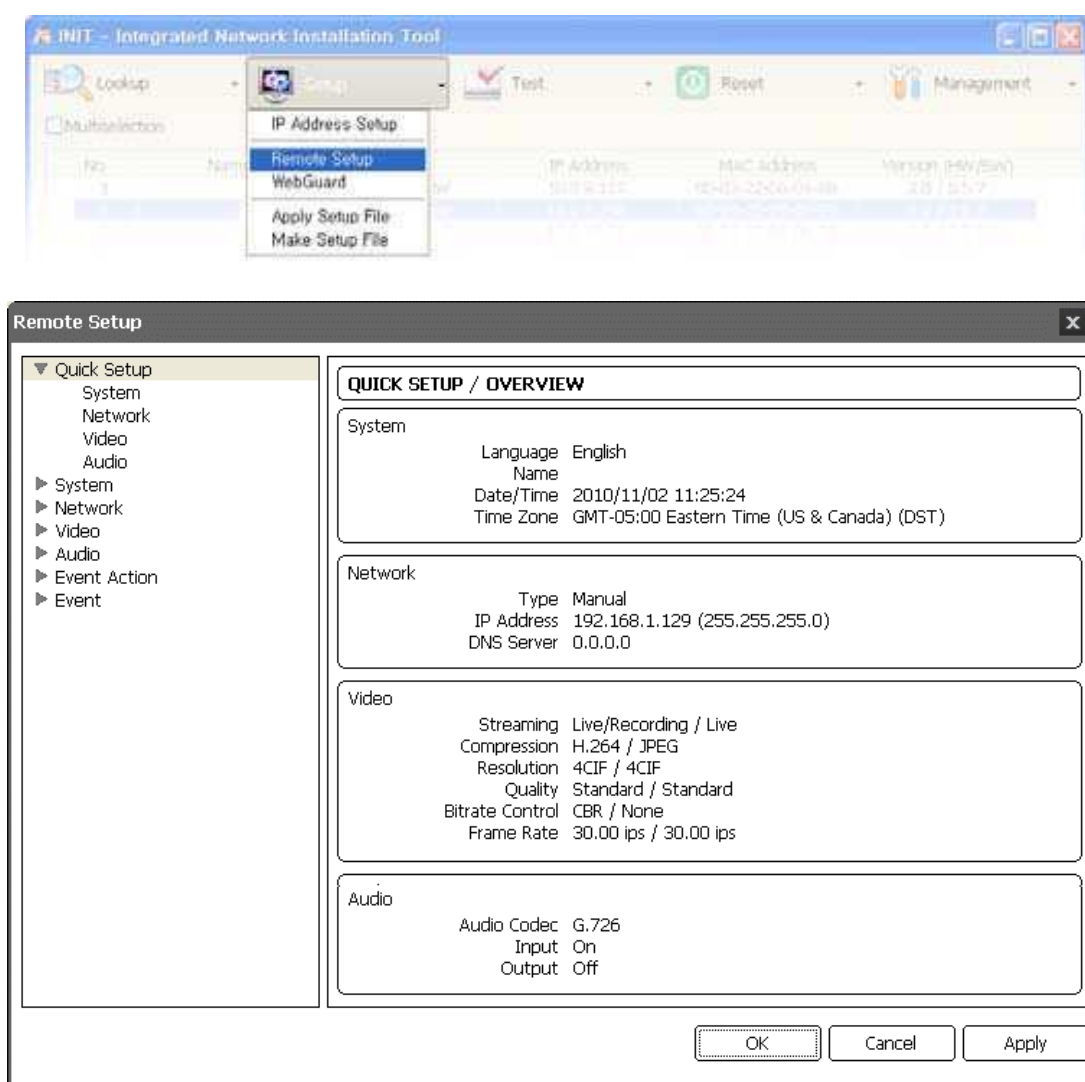 INIT - Integrated Network Installation Tool
Lookup Setup Test Reset Management
Multiselection
IP Address Setup
Remote Setup
WebGuard
Apply Setup File
Make Setup File
No. IP Address MAC Address Version (HW/SW)
Remote Setup
Quick Setup
System
Network
Video
Audio
System
Network
Video
Audio
Event Action
Event
QUICK SETUP / OVERVIEW
System
Language English
Name
Date/Time 2010/11/02 11:25:24
Time Zone GMT-05:00 Eastern Time (US & Canada) (DST)
Network
Type Manual
IP Address 192.168.1.129 (255.255.255.0)
DNS Server 0.0.0.0
Video
Streaming Live/Recording / Live
Compression H.264 / JPEG
Resolution 4CIF / 4CIF
Quality Standard / Standard
Bitrate Control CBR / None
Frame Rate 30.00 ips / 30.00 ips
Audio
Audio Codec G.726
Input On
Output Off
OK Cancel Apply